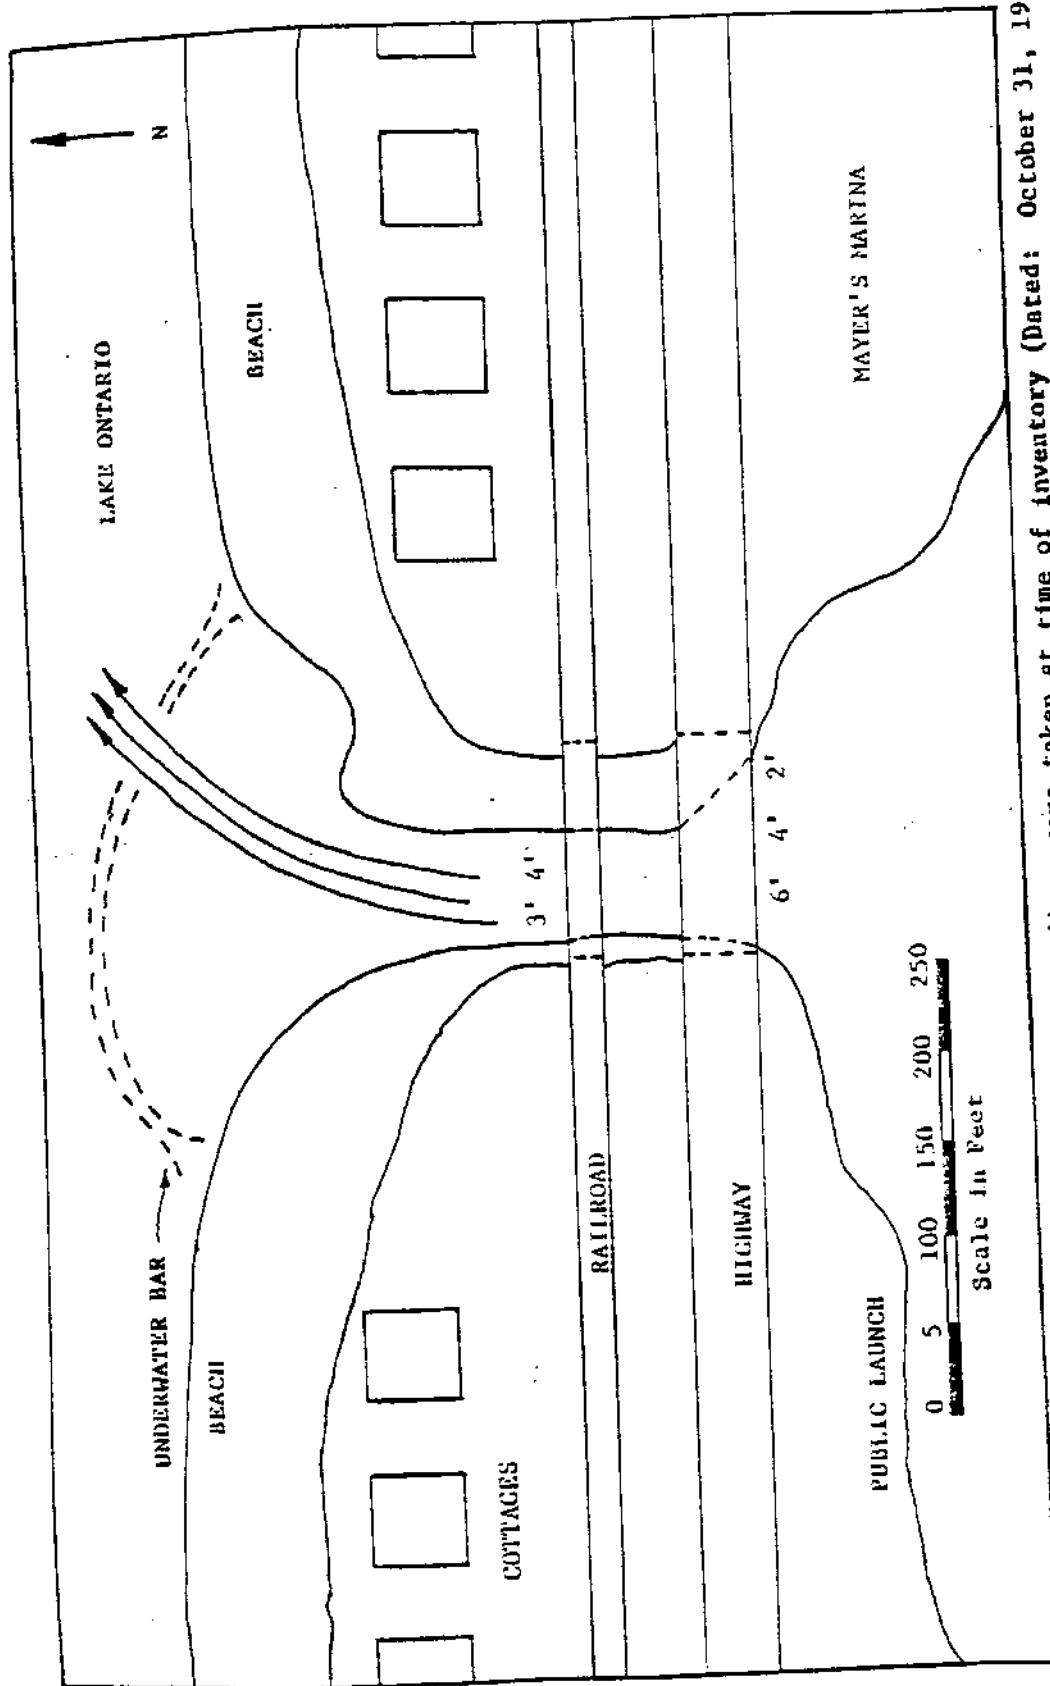 N
LAKE ONTARIO
UNDERWATER BAR
BEACH
BEACH
COTTAGES
3' 4'
RAILROAD
HIGHWAY
6' 4' 2'
MAYER'S MARINA
PUBLIC LAUNCH
0 5 100 150 200 250
Scale In Feet
taken at time of inventory (Dated: October 31, 19